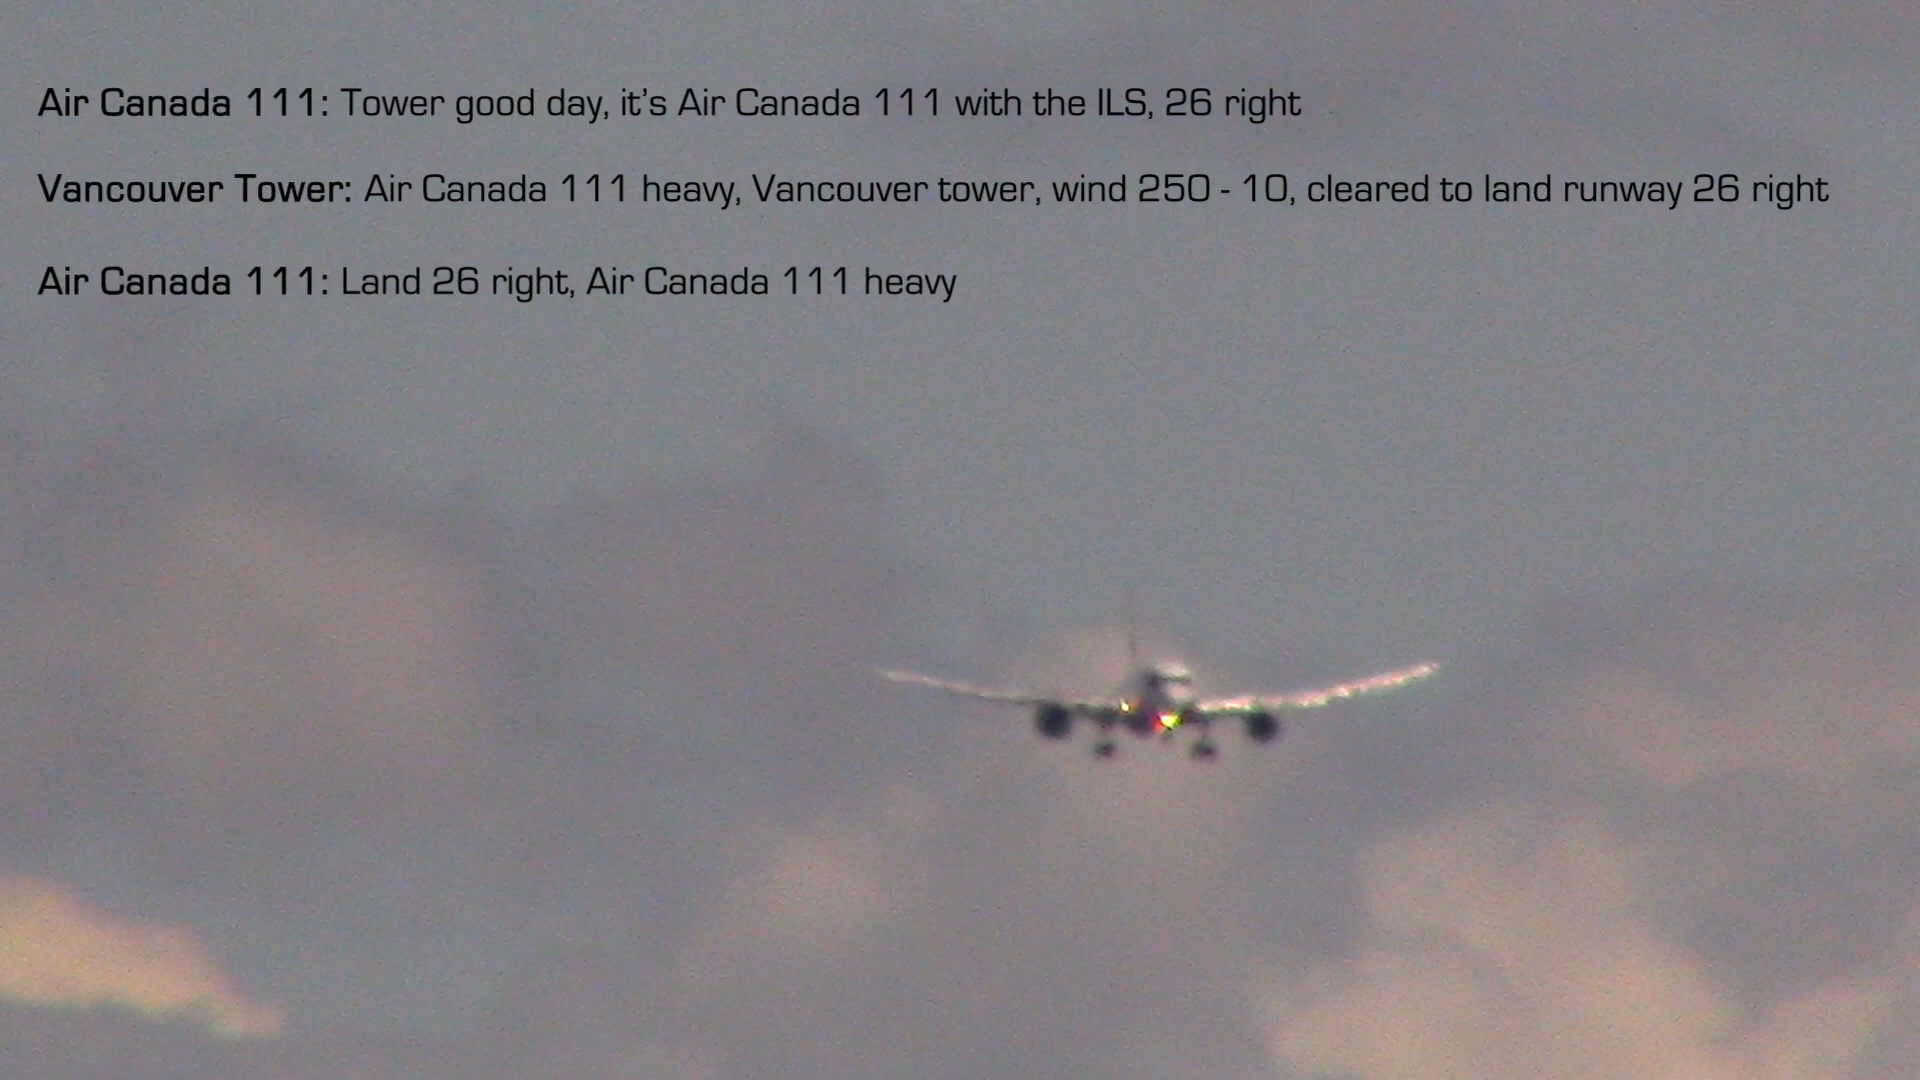 Air Canada 111: Tower good day, it's Air Canada 111 with the ILS, 26 right
Vancouver Tower: Air Canada 111 heavy, Vancouver tower, wind 250 - 10, cleared to land runway 26 right
Air Canada 111: Land 26 right, Air Canada 111 heavy